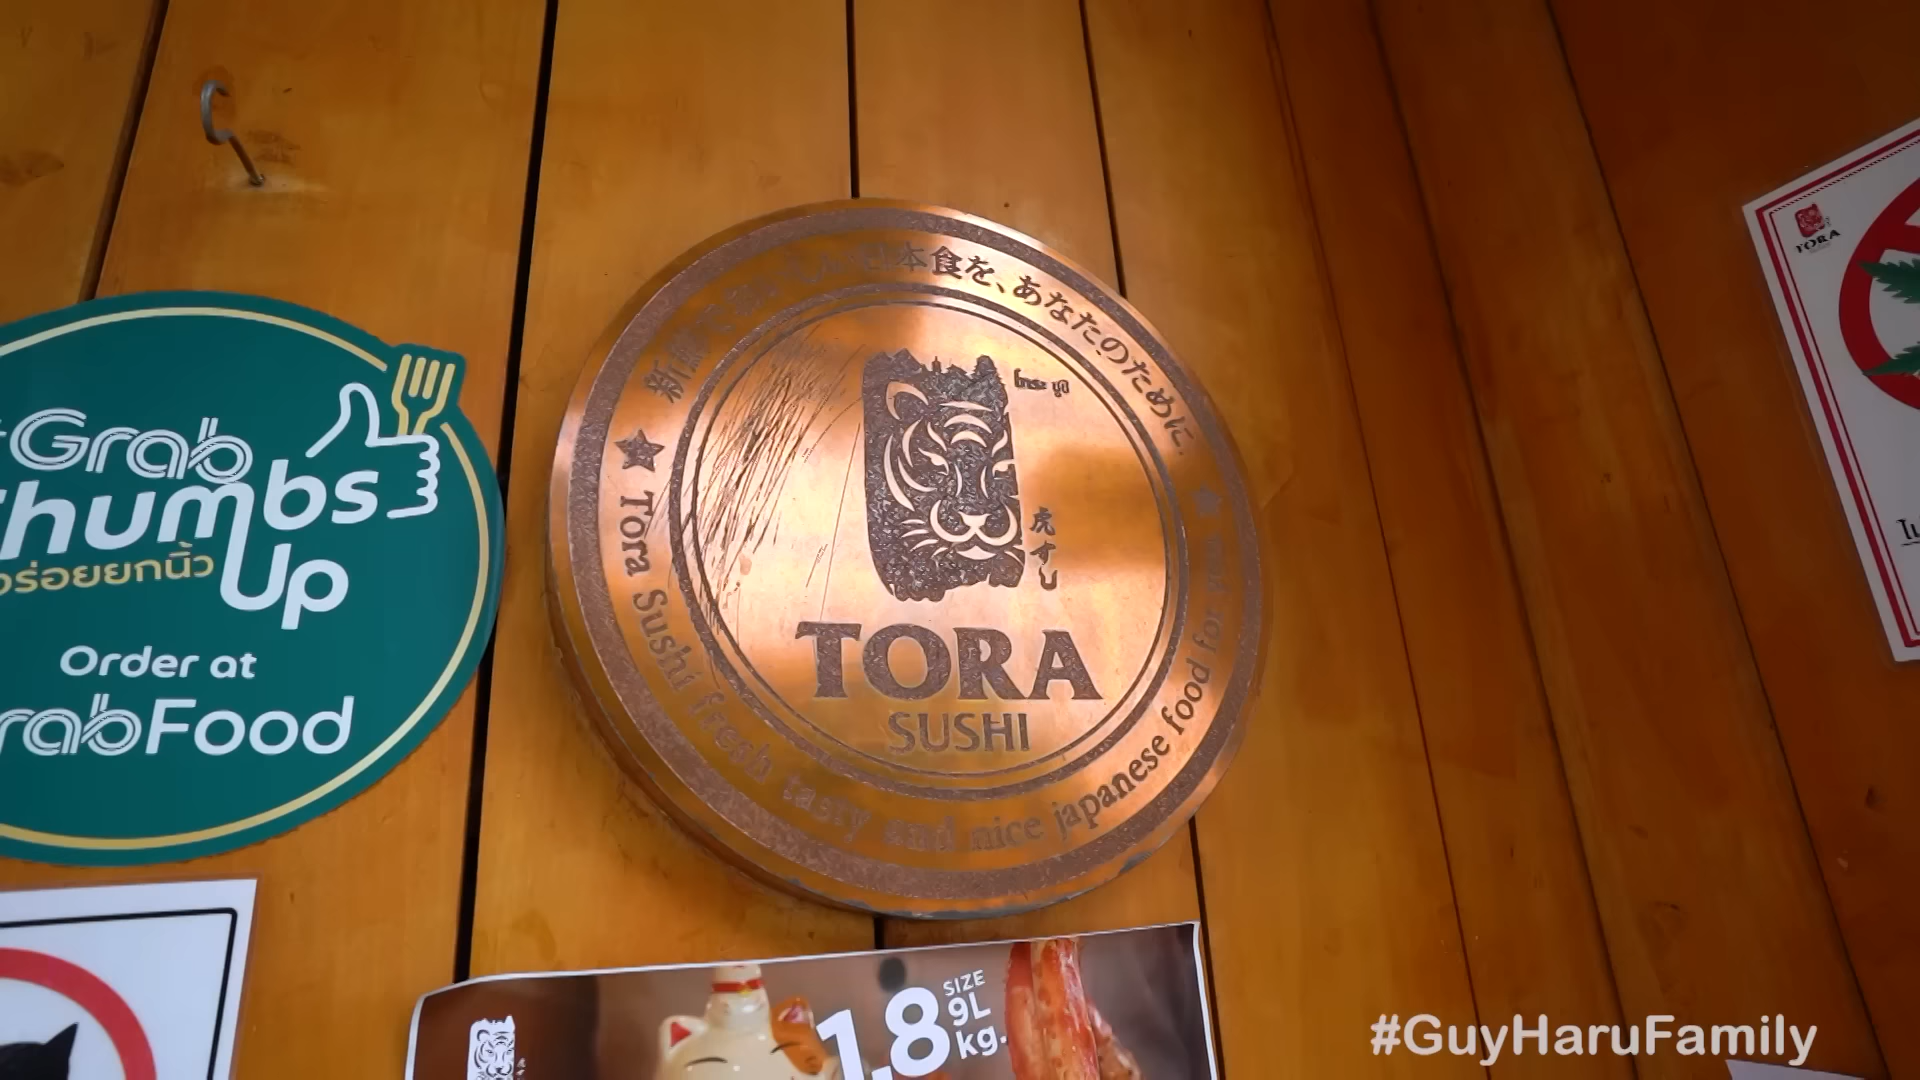 Grab
Thumbs
Up
อร่อยยกนิ้ว
Order at
GrabFood
日本食を、あなたのために
โทระ ซูชิ
虎すし
TORA
SUSHI
Tora Sushi fresh tasty and nice japanese food for you
TORA
1.8 kg.
SIZE
9L
#GuyHaruFamily